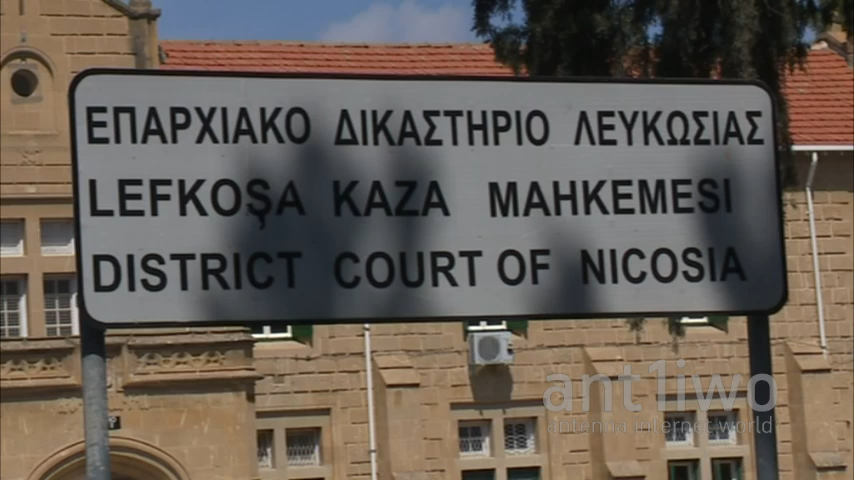 ΕΠΑΡΧΙΑΚΟ ΔΙΚΑΣΤΗΡΙΟ ΛΕΥΚΩΣΙΑΣ
LEFKOŞA KAZA MAHKEMESI
DISTRICT COURT OF NICOSIA
ant1iwo
antenna internet world